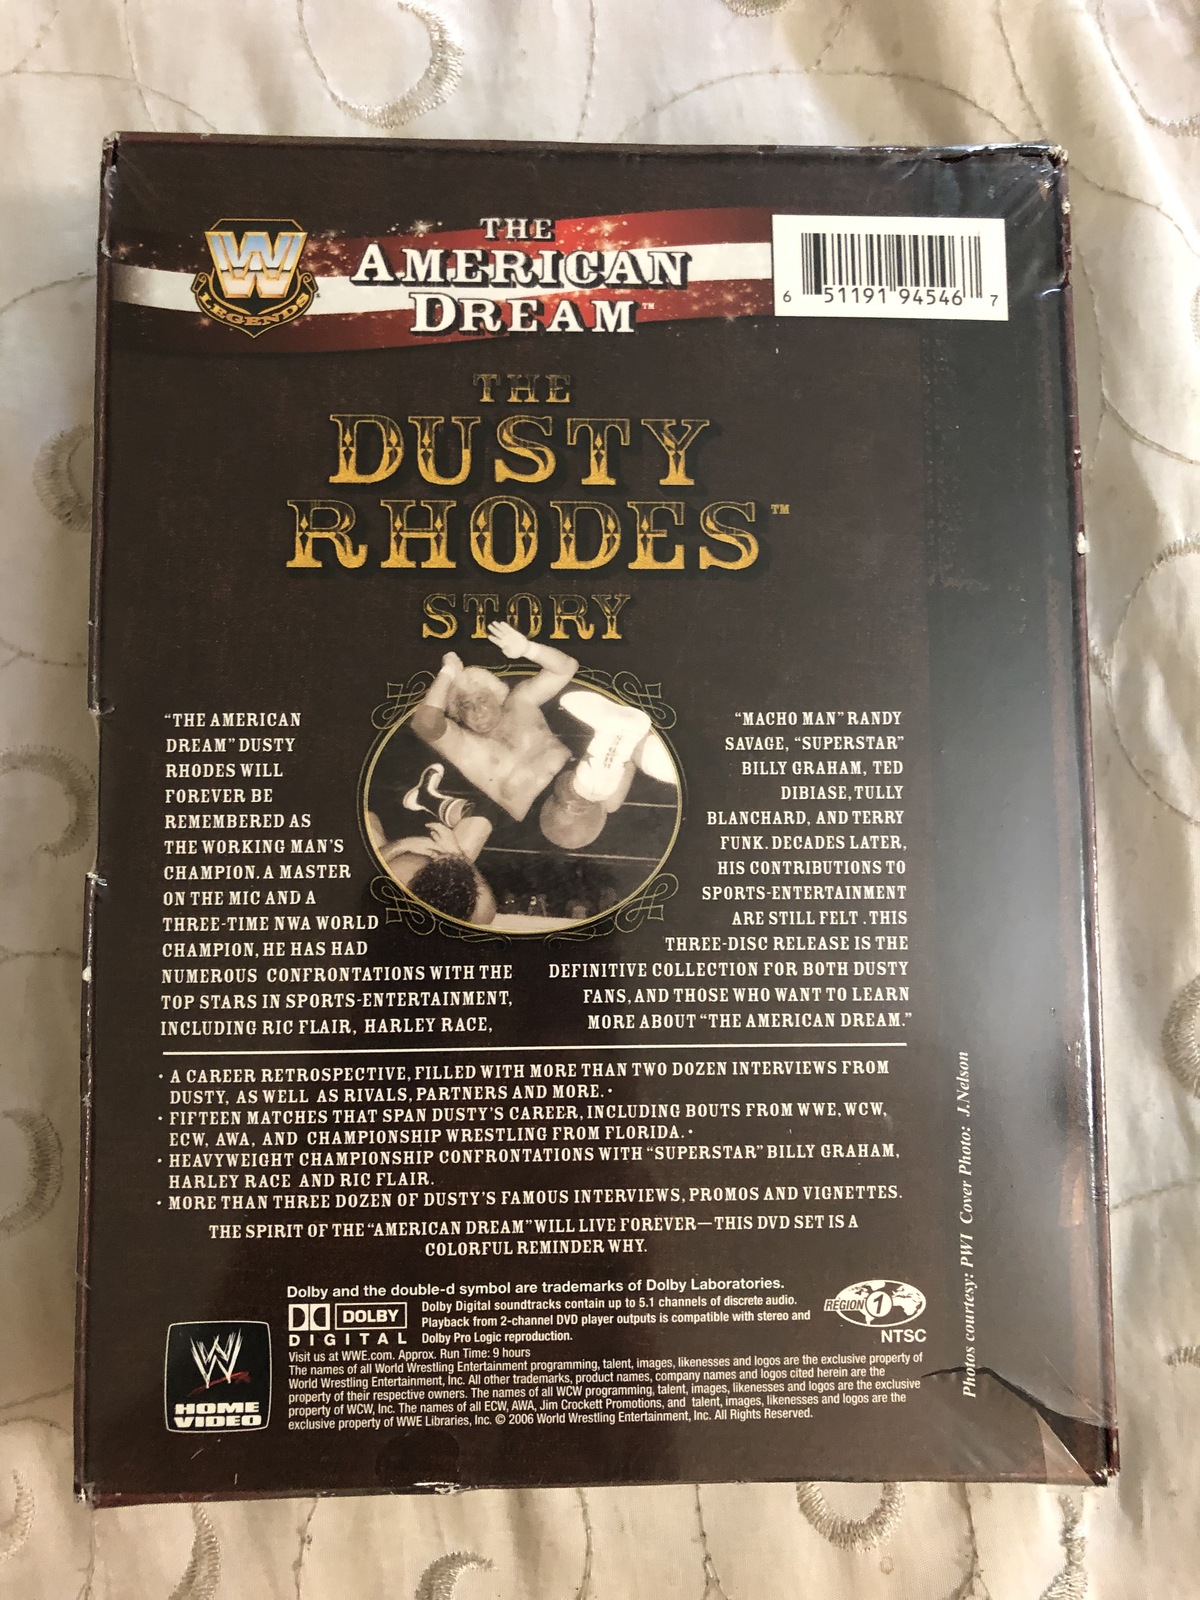 W
LEGENDS
THE
AMERICAN
DREAM™
6 51191 94546 7
THE
DUSTY
RHODES™
STORY
“THE AMERICAN
DREAM” DUSTY
RHODES WILL
FOREVER BE
REMEMBERED AS
THE WORKING MAN’S
CHAMPION. A MASTER
ON THE MIC AND A
THREE-TIME NWA WORLD
CHAMPION, HE HAS HAD
NUMEROUS CONFRONTATIONS WITH THE
TOP STARS IN SPORTS-ENTERTAINMENT,
INCLUDING RIC FLAIR, HARLEY RACE,
“MACHO MAN” RANDY
SAVAGE, “SUPERSTAR”
BILLY GRAHAM, TED
DIBIASE, TULLY
BLANCHARD, AND TERRY
FUNK. DECADES LATER,
HIS CONTRIBUTIONS TO
SPORTS-ENTERTAINMENT
ARE STILL FELT . THIS
THREE-DISC RELEASE IS THE
DEFINITIVE COLLECTION FOR BOTH DUSTY
FANS, AND THOSE WHO WANT TO LEARN
MORE ABOUT “THE AMERICAN DREAM.”
• A CAREER RETROSPECTIVE, FILLED WITH MORE THAN TWO DOZEN INTERVIEWS FROM
DUSTY, AS WELL AS RIVALS, PARTNERS AND MORE. •
• FIFTEEN MATCHES THAT SPAN DUSTY’S CAREER, INCLUDING BOUTS FROM WWE, WCW,
ECW, AWA, AND CHAMPIONSHIP WRESTLING FROM FLORIDA. •
• HEAVYWEIGHT CHAMPIONSHIP CONFRONTATIONS WITH “SUPERSTAR” BILLY GRAHAM,
HARLEY RACE AND RIC FLAIR.
• MORE THAN THREE DOZEN OF DUSTY’S FAMOUS INTERVIEWS, PROMOS AND VIGNETTES.
THE SPIRIT OF THE “AMERICAN DREAM” WILL LIVE FOREVER—THIS DVD SET IS A
COLORFUL REMINDER WHY.
Dolby and the double-d symbol are trademarks of Dolby Laboratories.
DOLBY
DIGITAL
Dolby Digital soundtracks contain up to 5.1 channels of discrete audio.
Playback from 2-channel DVD player outputs is compatible with stereo and
Dolby Pro Logic reproduction.
REGION 1
NTSC
W
HOME
VIDEO
Visit us at WWE.com. Approx. Run Time: 9 hours
The names of all World Wrestling Entertainment programming, talent, images, likenesses and logos are the exclusive property of
World Wrestling Entertainment, Inc. All other trademarks, product names, company names and logos cited herein are the
property of their respective owners. The names of all WCW programming, talent, images, likenesses and logos are the exclusive
property of WCW, Inc. The names of all ECW, AWA, Jim Crockett Promotions, and talent, images, likenesses and logos are the
exclusive property of WWE Libraries, Inc. © 2006 World Wrestling Entertainment, Inc. All Rights Reserved.
Photos courtesy: PWI Cover Photo: J.Nelson